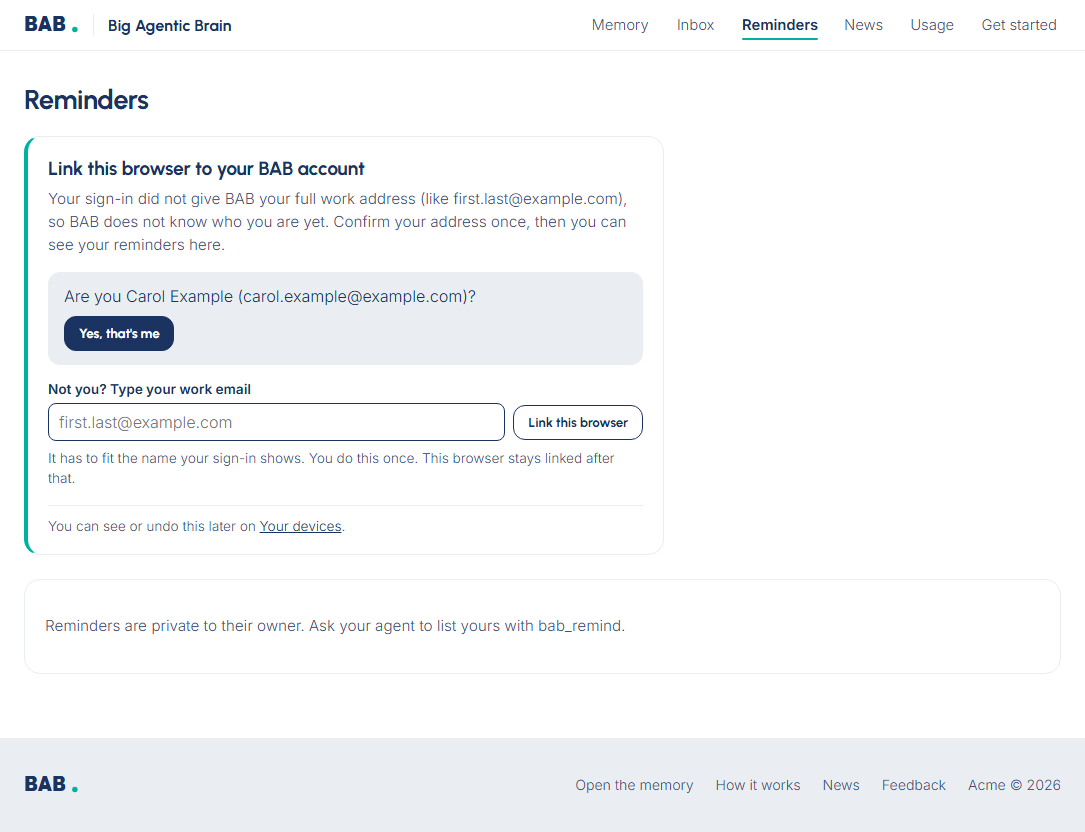 BAB. Big Agentic Brain
Memory Inbox Reminders News Usage Get started
Reminders
Link this browser to your BAB account
Your sign-in did not give BAB your full work address (like first.last@example.com),
so BAB does not know who you are yet. Confirm your address once, then you can
see your reminders here.
Are you Carol Example (carol.example@example.com)?
Yes, that's me
Not you? Type your work email
first.last@example.com
Link this browser
It has to fit the name your sign-in shows. You do this once. This browser stays linked after
that.
You can see or undo this later on Your devices.
Reminders are private to their owner. Ask your agent to list yours with bab_remind.
BAB.
Open the memory How it works News Feedback Acme © 2026